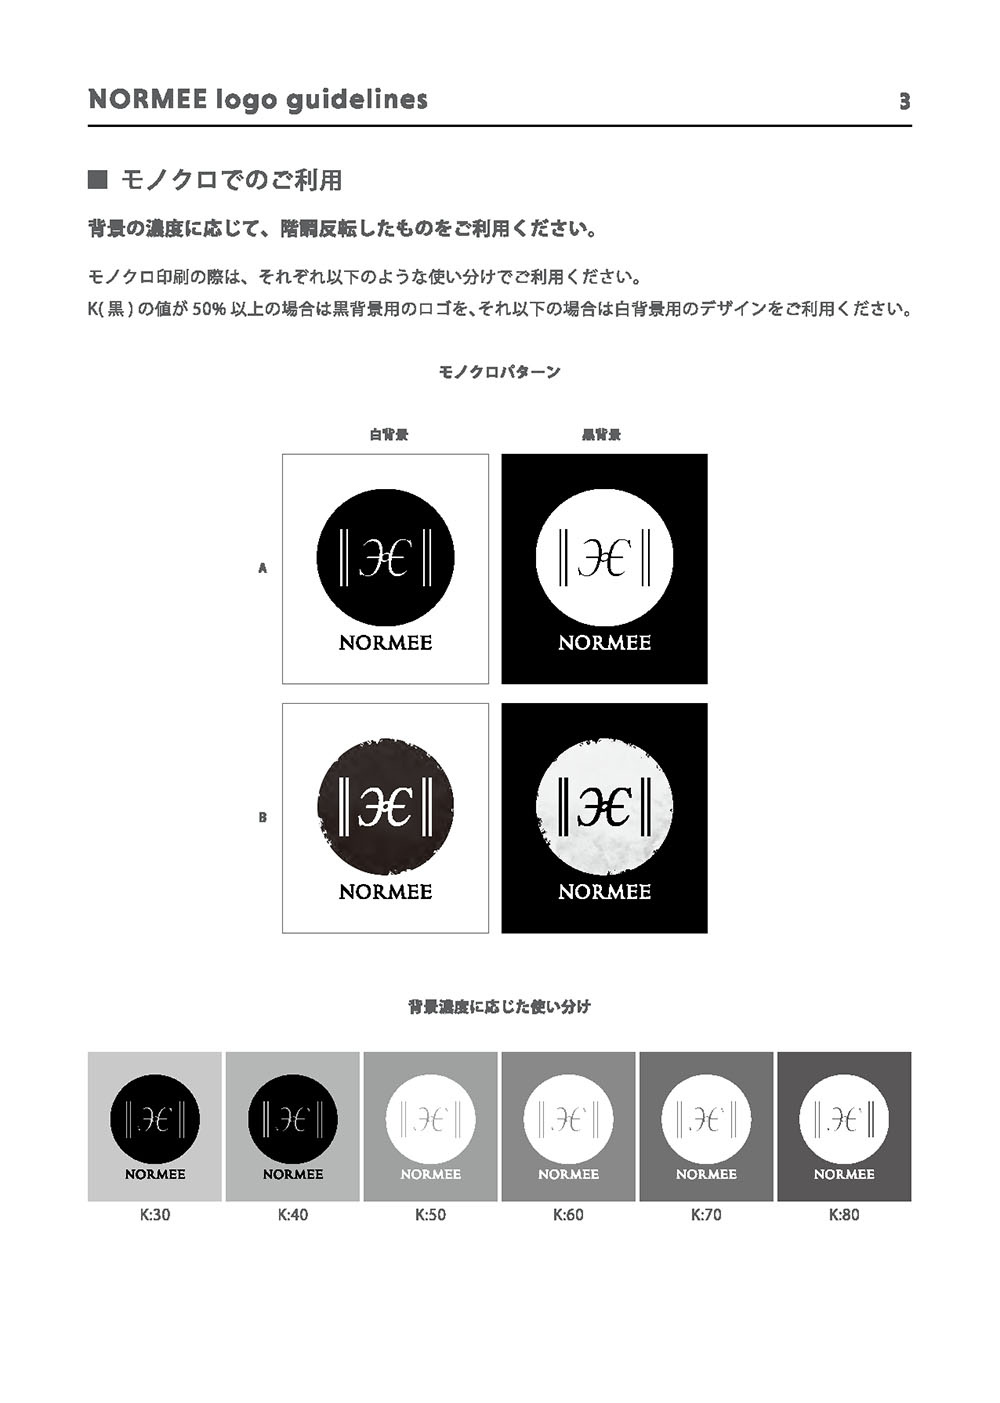 NORMEE logo guidelines 3
■ モノクロでのご利用
背景の濃度に応じて、階調反転したものをご利用ください。
モノクロ印刷の際は、それぞれ以下のような使い分けでご利用ください。
K( 黒 ) の値が 50% 以上の場合は黒背景用のロゴを、それ以下の場合は白背景用のデザインをご利用ください。
モノクロパターン
白背景 黒背景
A
NORMEE NORMEE
B
NORMEE NORMEE
背景濃度に応じた使い分け
NORMEE NORMEE NORMEE NORMEE NORMEE NORMEE
K:30 K:40 K:50 K:60 K:70 K:80